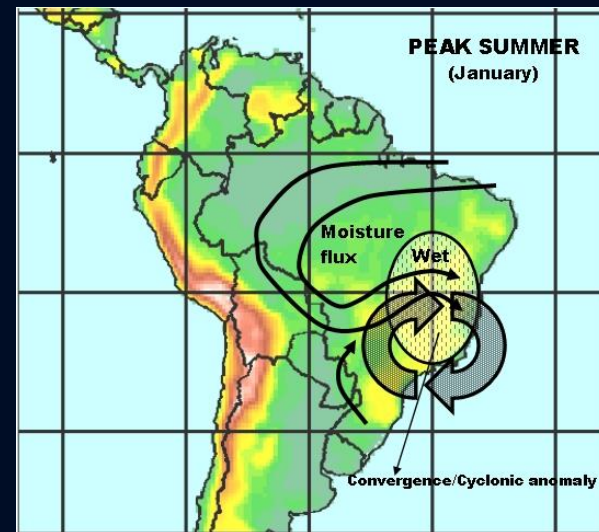 PEAK SUMMER
(January)
Moisture
flux
Wet
Convergence/Cyclonic anomaly